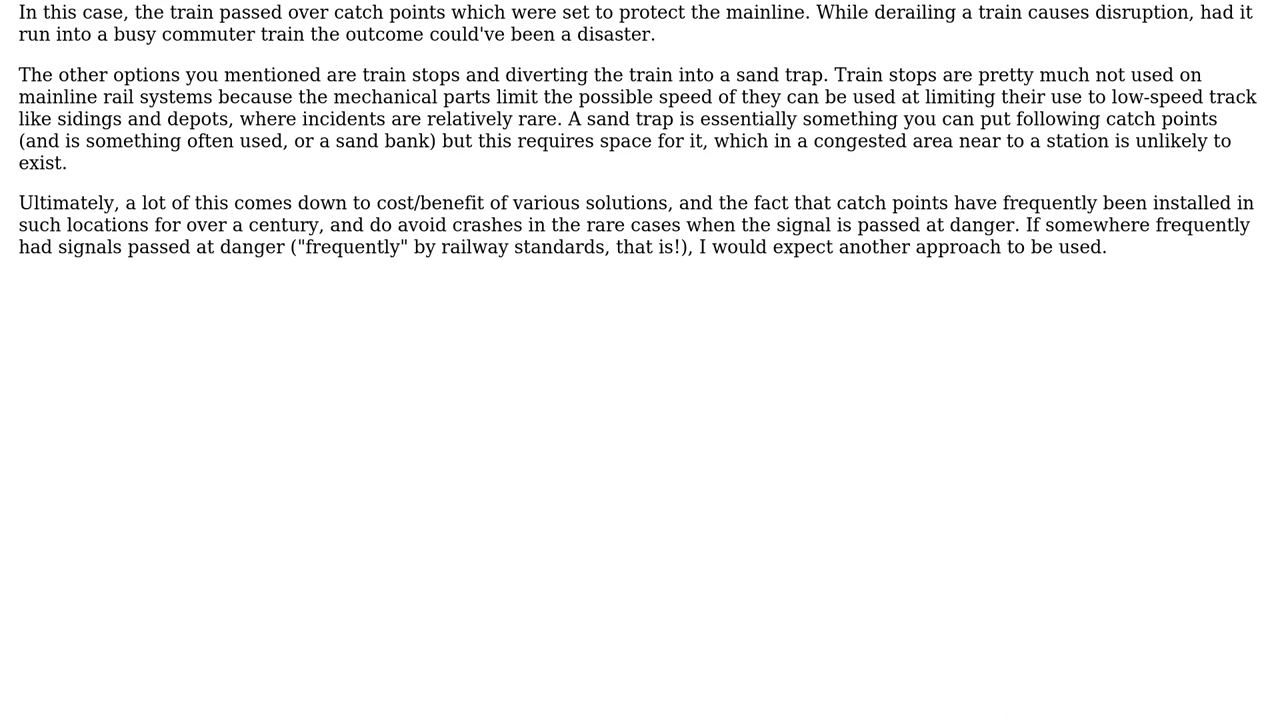 In this case, the train passed over catch points which were set to protect the mainline. While derailing a train causes disruption, had it
run into a busy commuter train the outcome could've been a disaster.
The other options you mentioned are train stops and diverting the train into a sand trap. Train stops are pretty much not used on
mainline rail systems because the mechanical parts limit the possible speed of they can be used at limiting their use to low-speed track
like sidings and depots, where incidents are relatively rare. A sand trap is essentially something you can put following catch points
(and is something often used, or a sand bank) but this requires space for it, which in a congested area near to a station is unlikely to
exist.
Ultimately, a lot of this comes down to cost/benefit of various solutions, and the fact that catch points have frequently been installed in
such locations for over a century, and do avoid crashes in the rare cases when the signal is passed at danger. If somewhere frequently
had signals passed at danger ("frequently" by railway standards, that is!), I would expect another approach to be used.